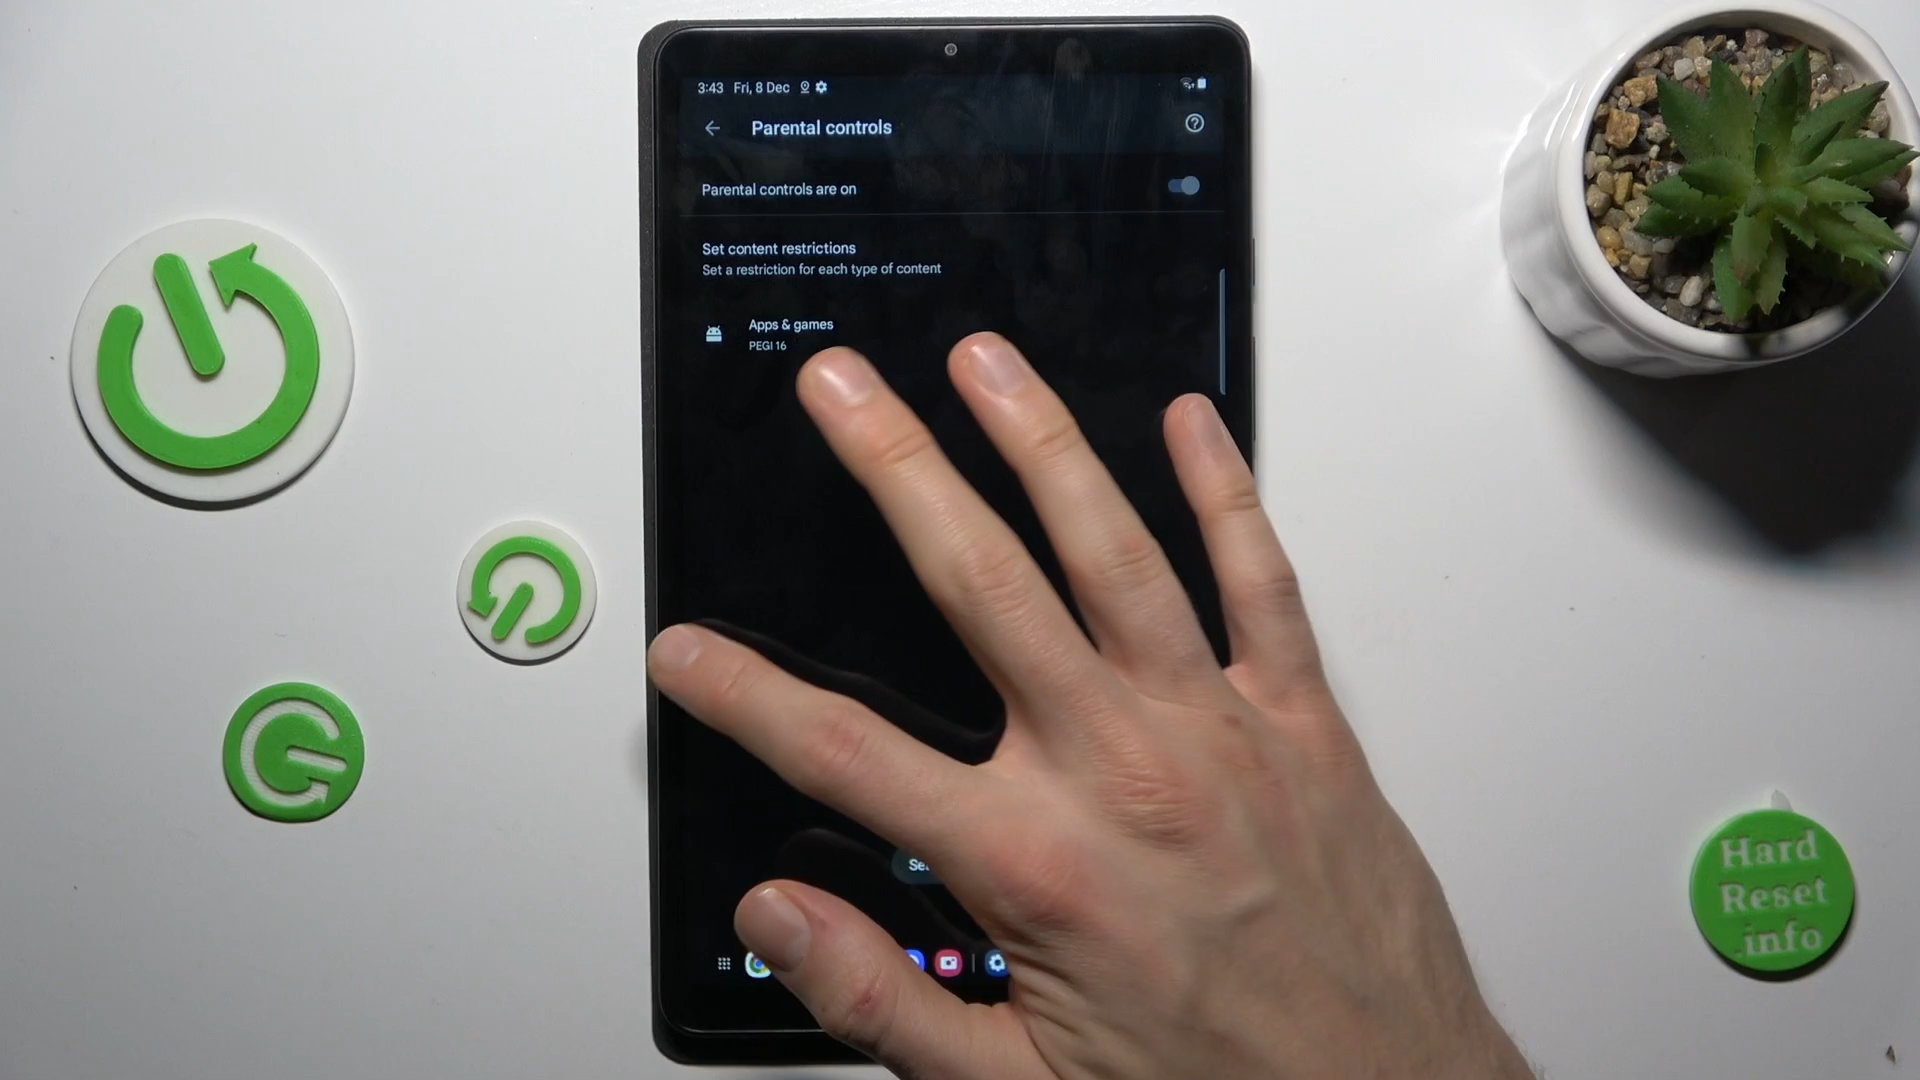 3:43 Fri, 8 Dec
Parental controls
Parental controls are on
Set content restrictions
Set a restriction for each type of content
Apps & games
PEGI 16
Hard
Reset
.info